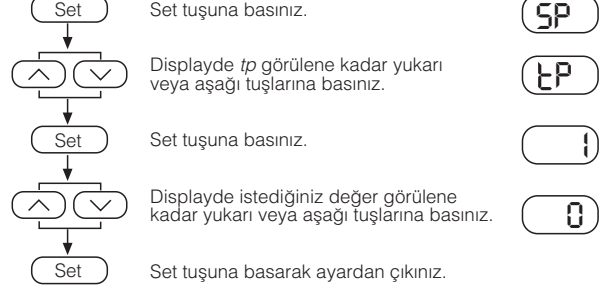 Set Set tuşuna basınız. SP
Displayde tp görülene kadar yukarı
veya aşağı tuşlarına basınız. tP
Set Set tuşuna basınız. 1
Displayde istediğiniz değer görülene
kadar yukarı veya aşağı tuşlarına basınız. 0
Set Set tuşuna basarak ayardan çıkınız.